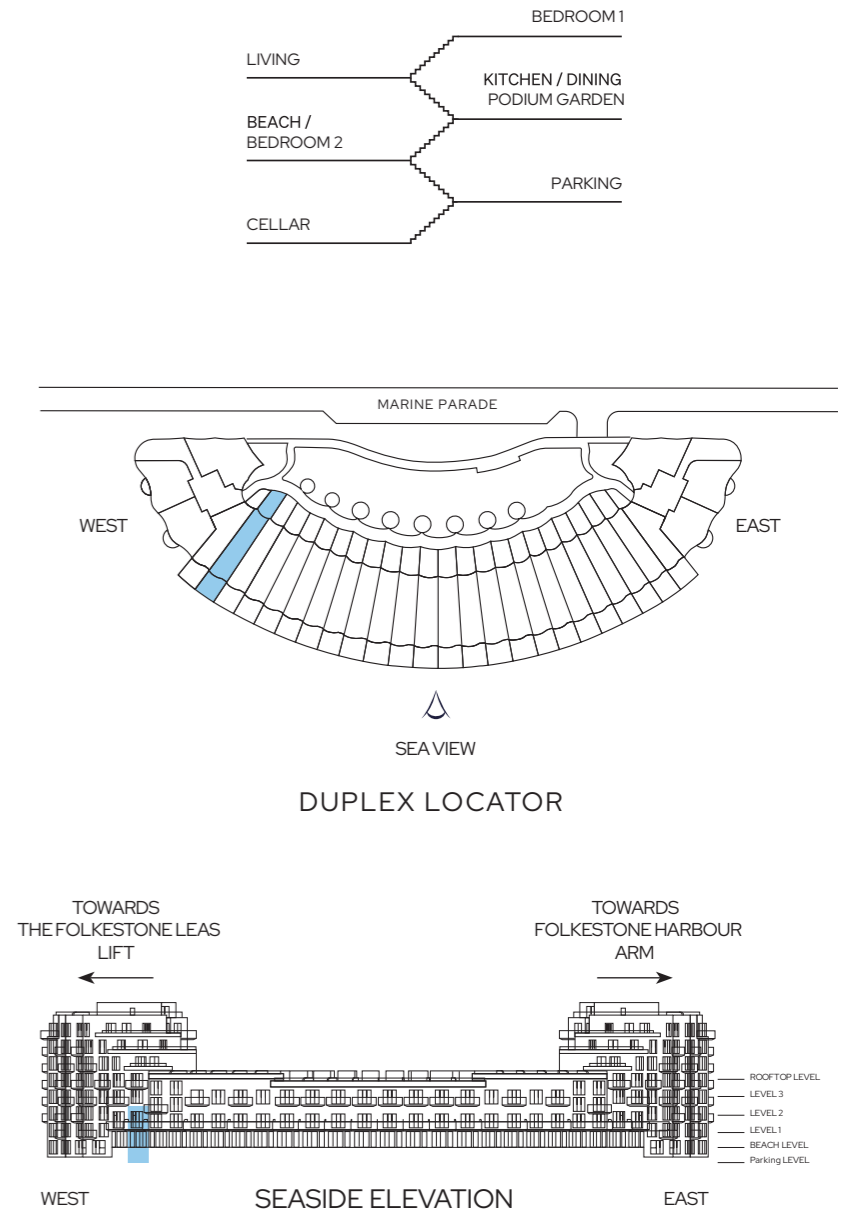 BEDROOM 1
LIVING
KITCHEN / DINING
PODIUM GARDEN
BEACH /
BEDROOM 2
PARKING
CELLAR
MARINE PARADE
WEST
EAST
SEA VIEW
DUPLEX LOCATOR
TOWARDS
THE FOLKESTONE LEAS
LIFT
TOWARDS
FOLKESTONE HARBOUR
ARM
ROOFTOP LEVEL
LEVEL 3
LEVEL 2
LEVEL 1
BEACH LEVEL
Parking LEVEL
WEST
SEASIDE ELEVATION
EAST